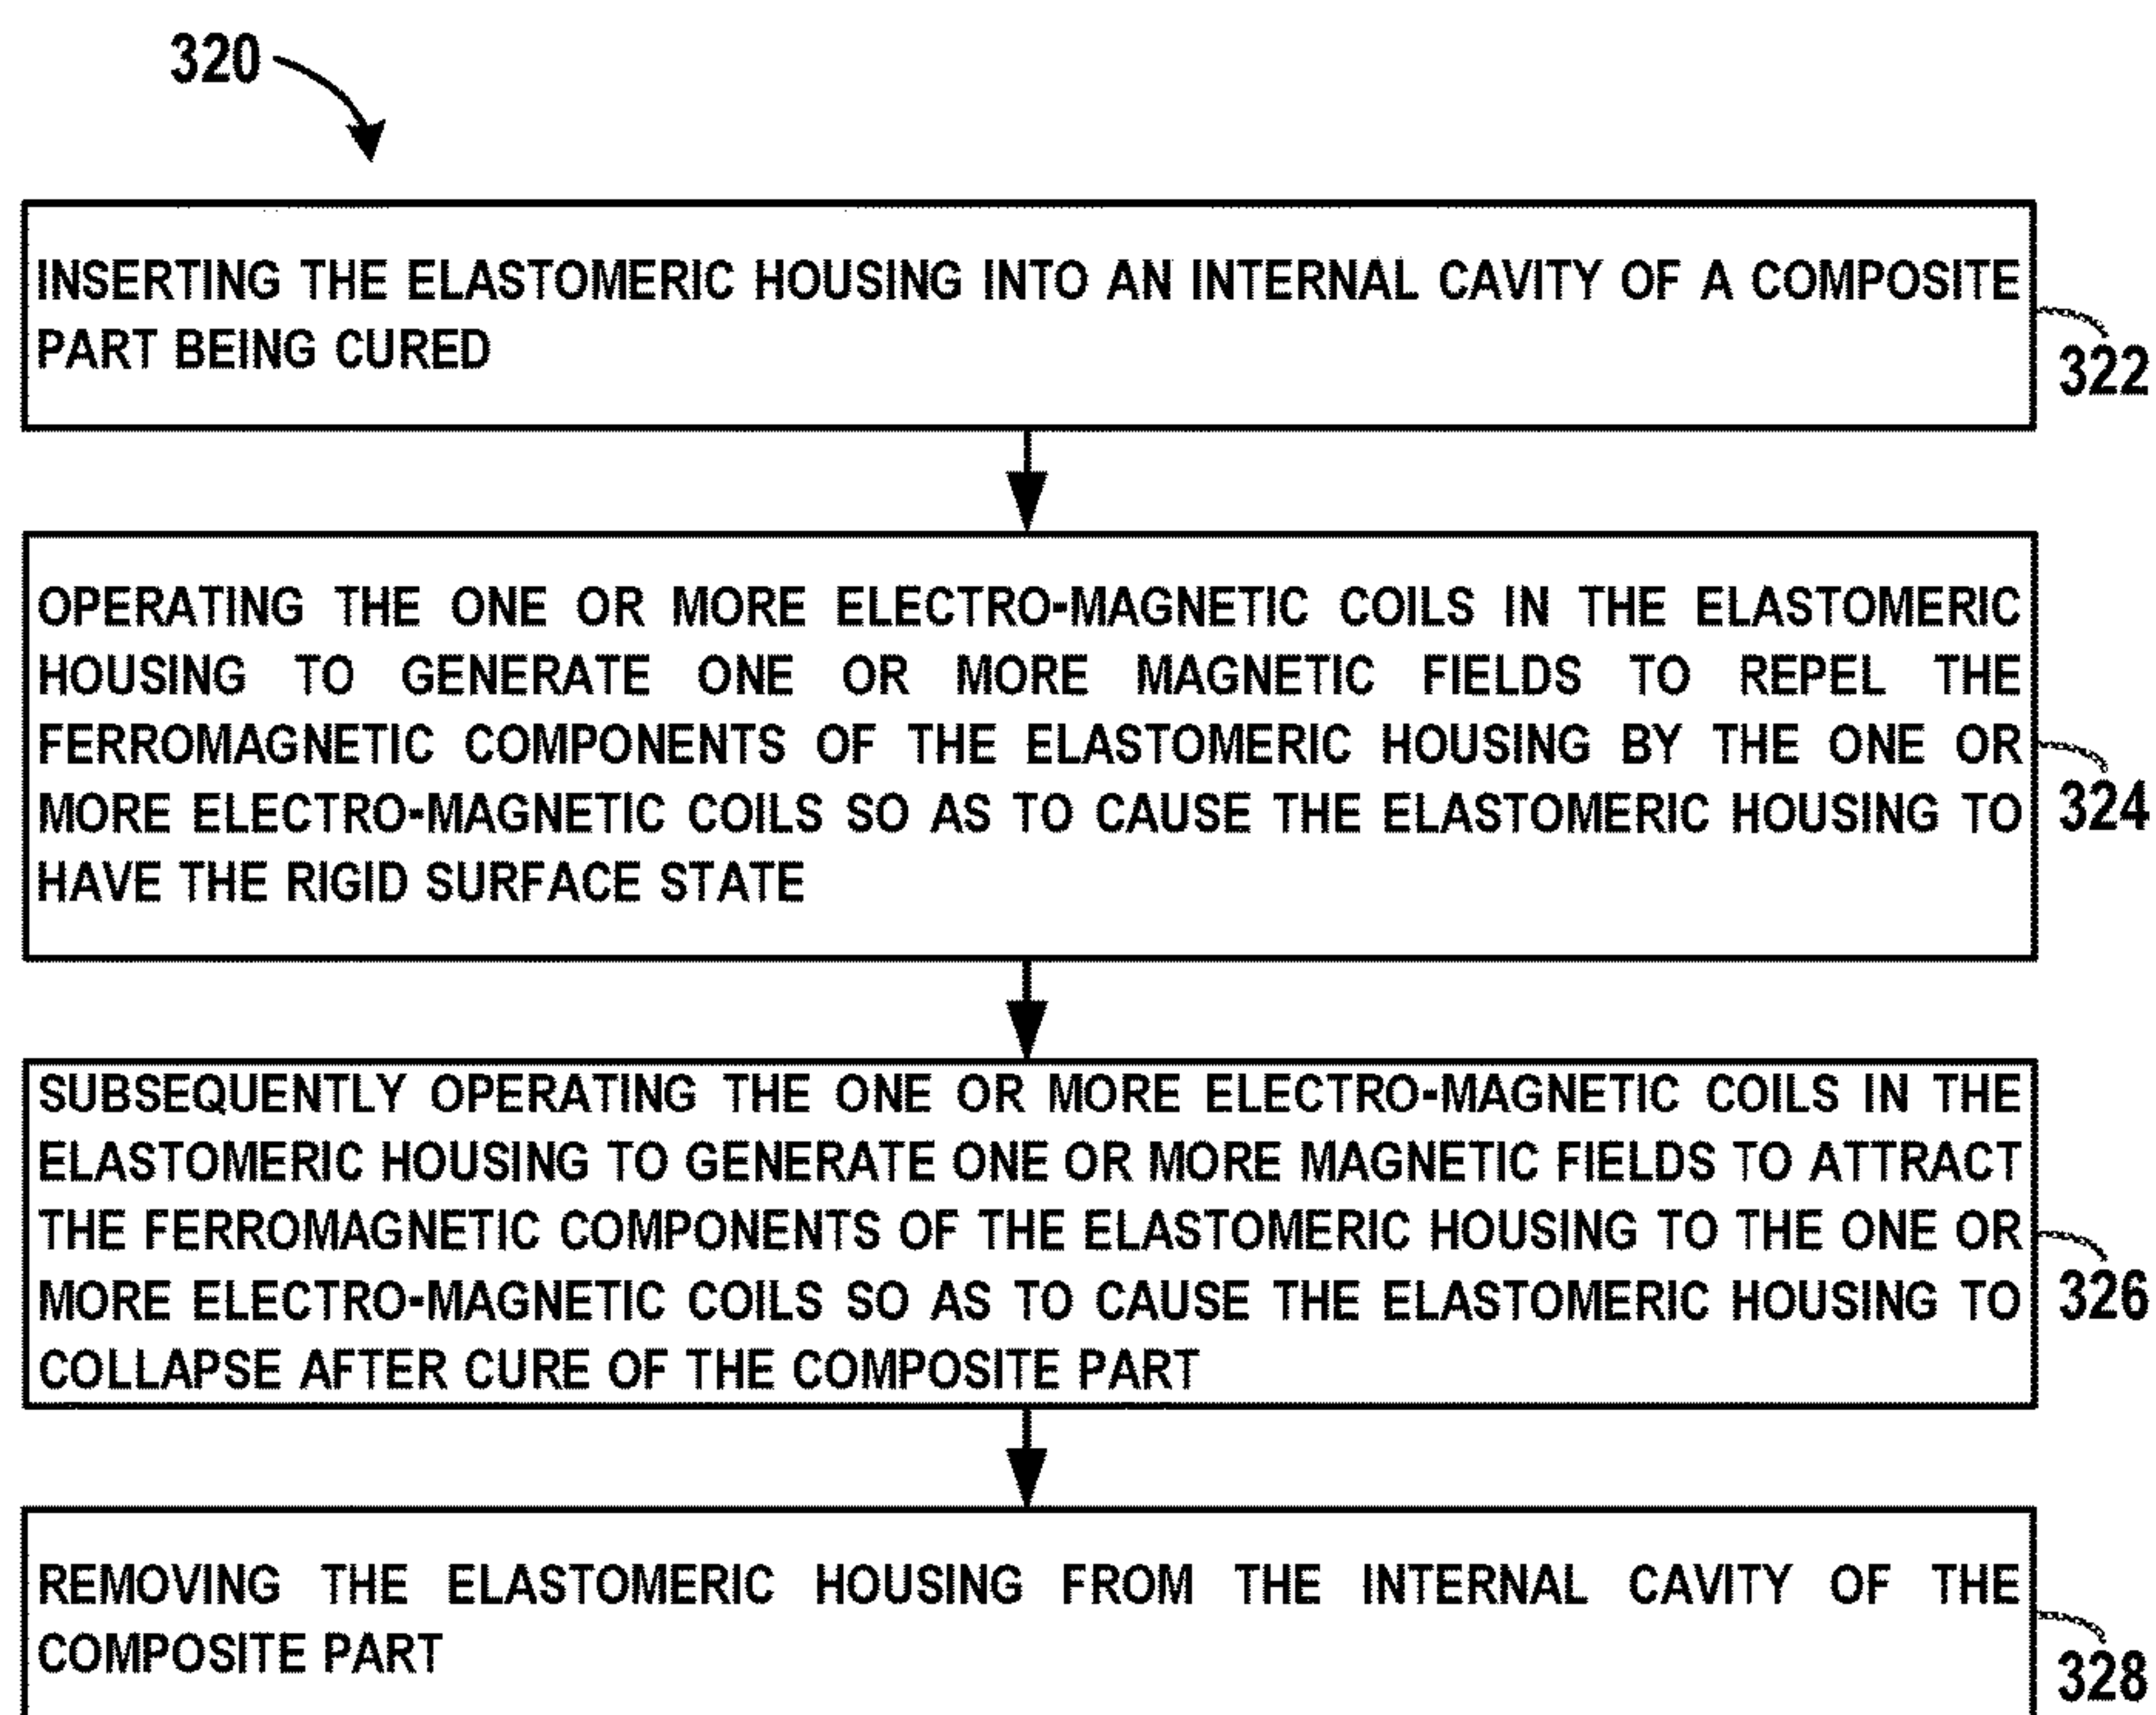 320
INSERTING THE ELASTOMERIC HOUSING INTO AN INTERNAL CAVITY OF A COMPOSITE
PART BEING CURED
322
OPERATING THE ONE OR MORE ELECTRO-MAGNETIC COILS IN THE ELASTOMERIC
HOUSING TO GENERATE ONE OR MORE MAGNETIC FIELDS TO REPEL THE
FERROMAGNETIC COMPONENTS OF THE ELASTOMERIC HOUSING BY THE ONE OR
MORE ELECTRO-MAGNETIC COILS SO AS TO CAUSE THE ELASTOMERIC HOUSING TO
HAVE THE RIGID SURFACE STATE
324
SUBSEQUENTLY OPERATING THE ONE OR MORE ELECTRO-MAGNETIC COILS IN THE
ELASTOMERIC HOUSING TO GENERATE ONE OR MORE MAGNETIC FIELDS TO ATTRACT
THE FERROMAGNETIC COMPONENTS OF THE ELASTOMERIC HOUSING TO THE ONE OR
MORE ELECTRO-MAGNETIC COILS SO AS TO CAUSE THE ELASTOMERIC HOUSING TO
COLLAPSE AFTER CURE OF THE COMPOSITE PART
326
REMOVING THE ELASTOMERIC HOUSING FROM THE INTERNAL CAVITY OF THE
COMPOSITE PART
328